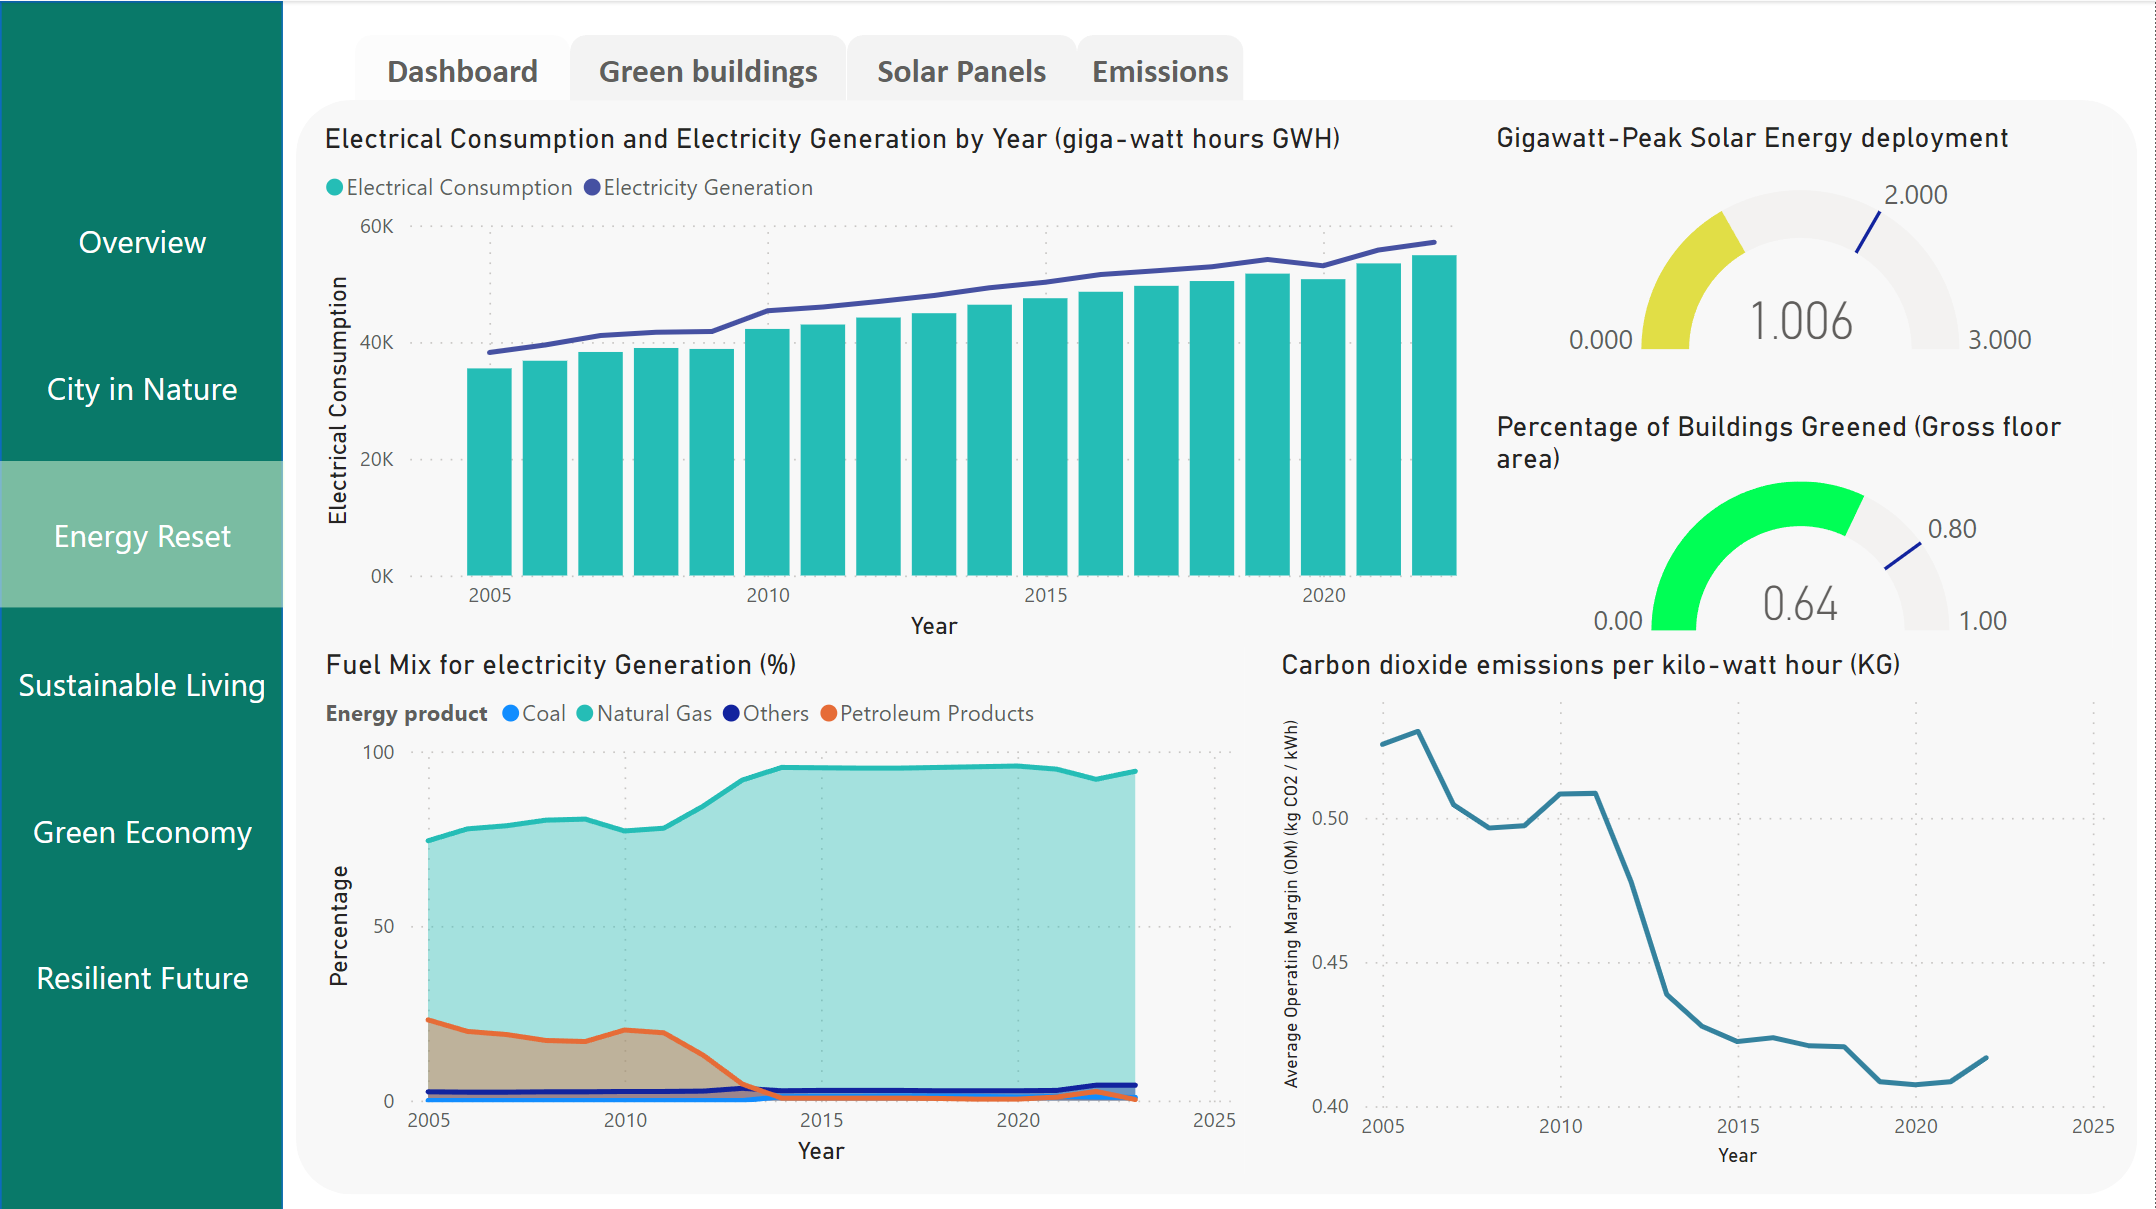 Overview
City in Nature
Energy Reset
Sustainable Living
Green Economy
Resilient Future
Dashboard
Green buildings
Solar Panels
Emissions
Electrical Consumption and Electricity Generation by Year (giga-watt hours GWH)
Electrical Consumption
Electricity Generation
Electrical Consumption
60K
40K
20K
0K
2005
2010
2015
2020
Year
Gigawatt-Peak Solar Energy deployment
2.000
1.006
0.000
3.000
Percentage of Buildings Greened (Gross floor
area)
0.80
0.64
0.00
1.00
Fuel Mix for electricity Generation (%)
Energy product
Coal
Natural Gas
Others
Petroleum Products
Percentage
100
50
0
2005
2010
2015
2020
2025
Year
Carbon dioxide emissions per kilo-watt hour (KG)
Average Operating Margin (OM) (kg CO2 / kWh)
0.50
0.45
0.40
2005
2010
2015
2020
2025
Year